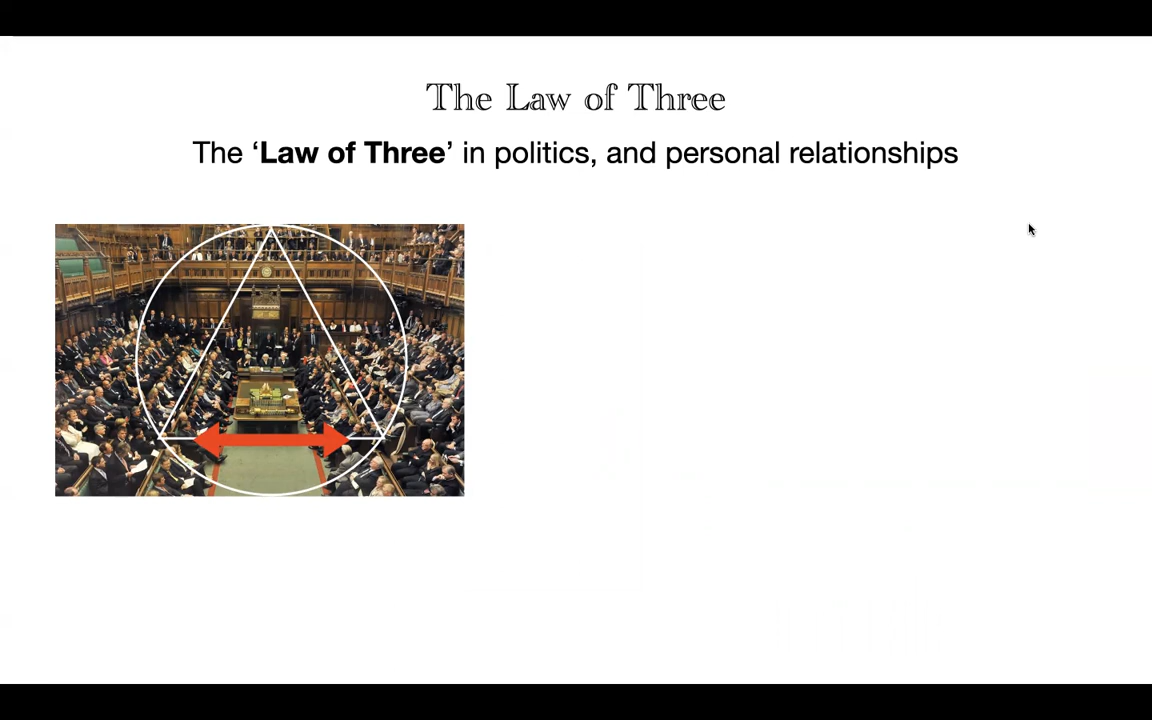 The Law of Three
The ‘Law of Three’ in politics, and personal relationships